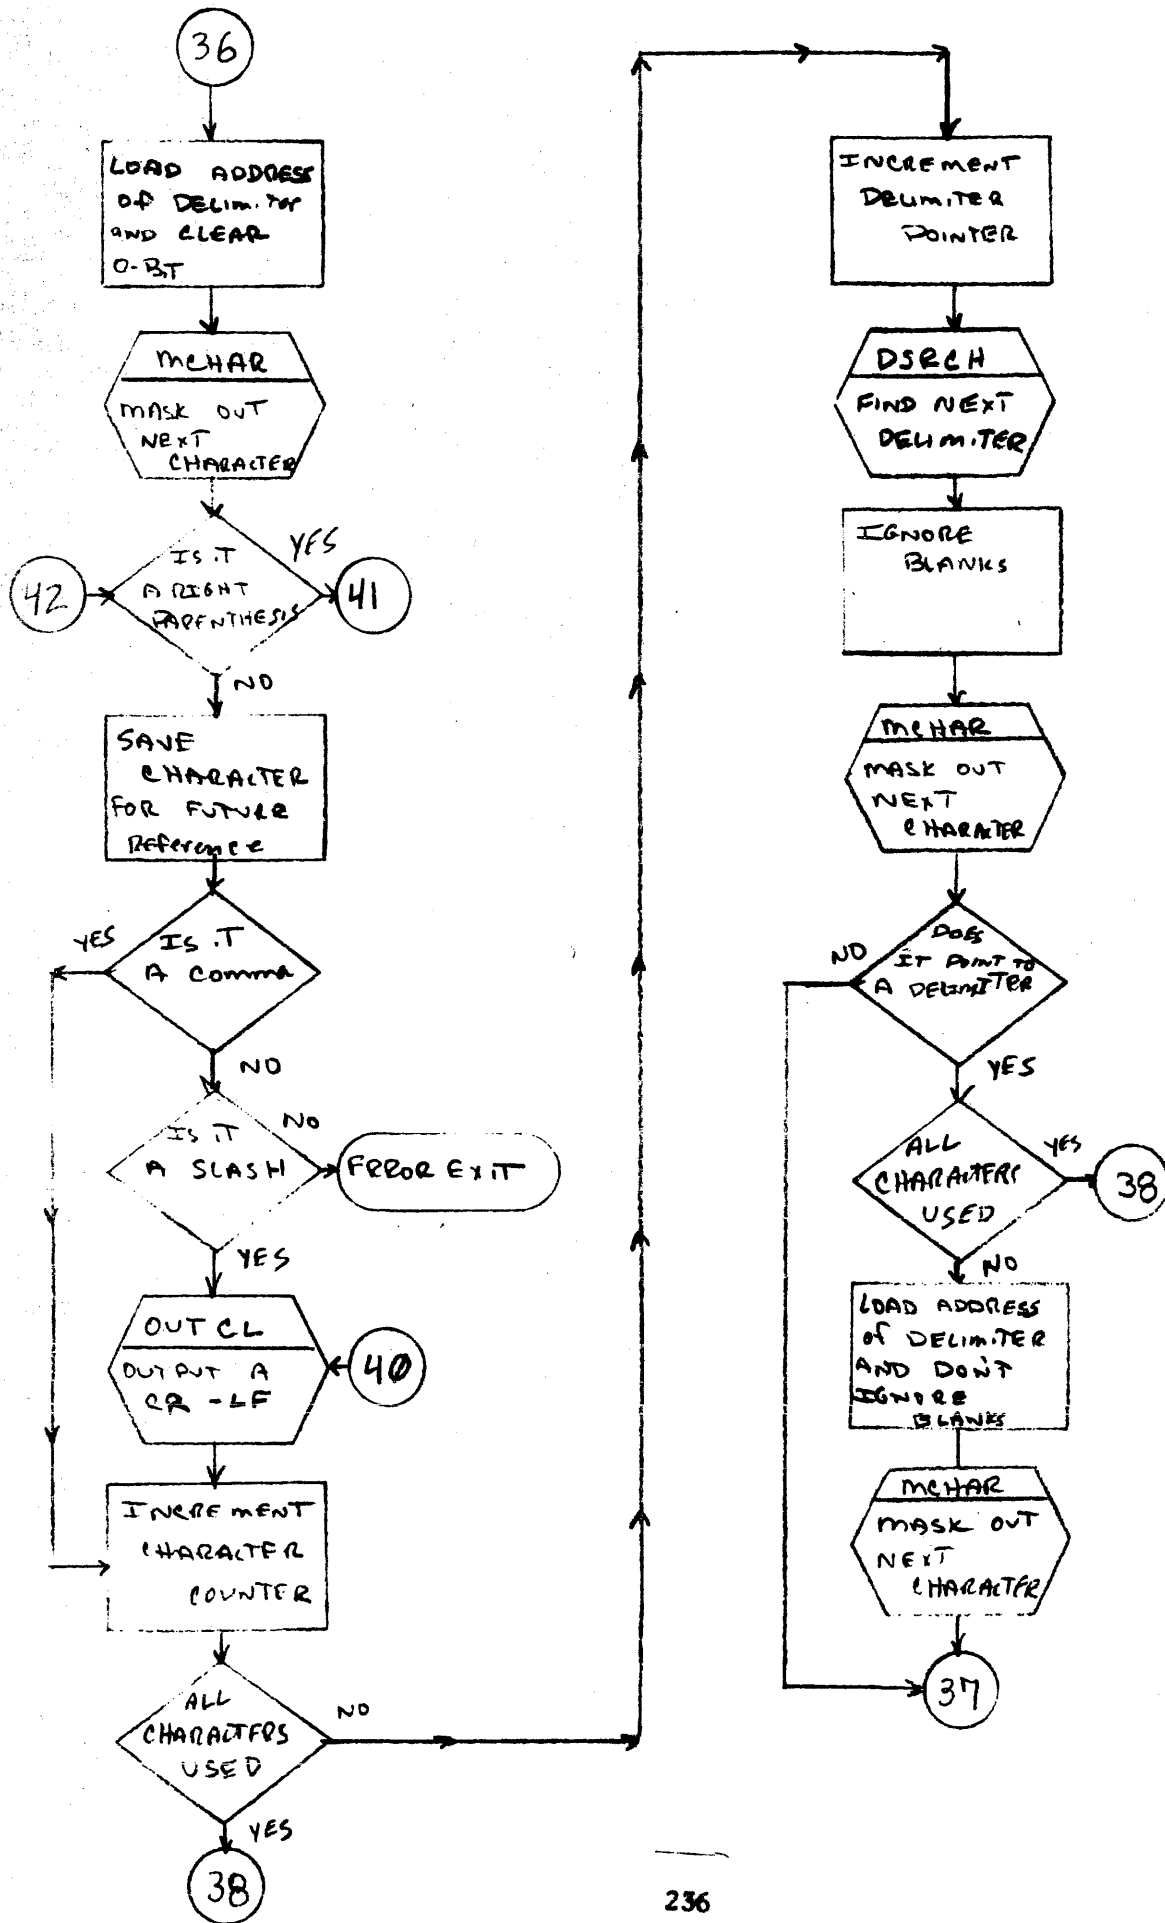 36
LOAD ADDRESS
OF DELIMITER
AND CLEAR
O-BIT
MCHAR
MASK OUT
NEXT
CHARACTER
IS IT
A RIGHT
PARENTHESIS
YES
42
41
NO
SAVE
CHARACTER
FOR FUTURE
Reference
YES
IS IT
A comma
NO
IS IT
A SLASH
NO
ERROR EXIT
YES
OUT CL
OUTPUT A
CR - LF
40
INCREMENT
CHARACTER
COUNTER
ALL
CHARACTERS
USED
NO
YES
38
INCREMENT
DELIMITER
POINTER
DSRCH
FIND NEXT
DELIMITER
IGNORE
BLANKS
MCHAR
MASK OUT
NEXT
CHARACTER
DOES
IT POINT TO
A DELIMITER
NO
YES
ALL
CHARACTERS
USED
YES
38
NO
LOAD ADDRESS
of DELIMITER
AND DON'T
IGNORE
BLANKS
MCHAR
MASK OUT
NEXT
CHARACTER
37
236